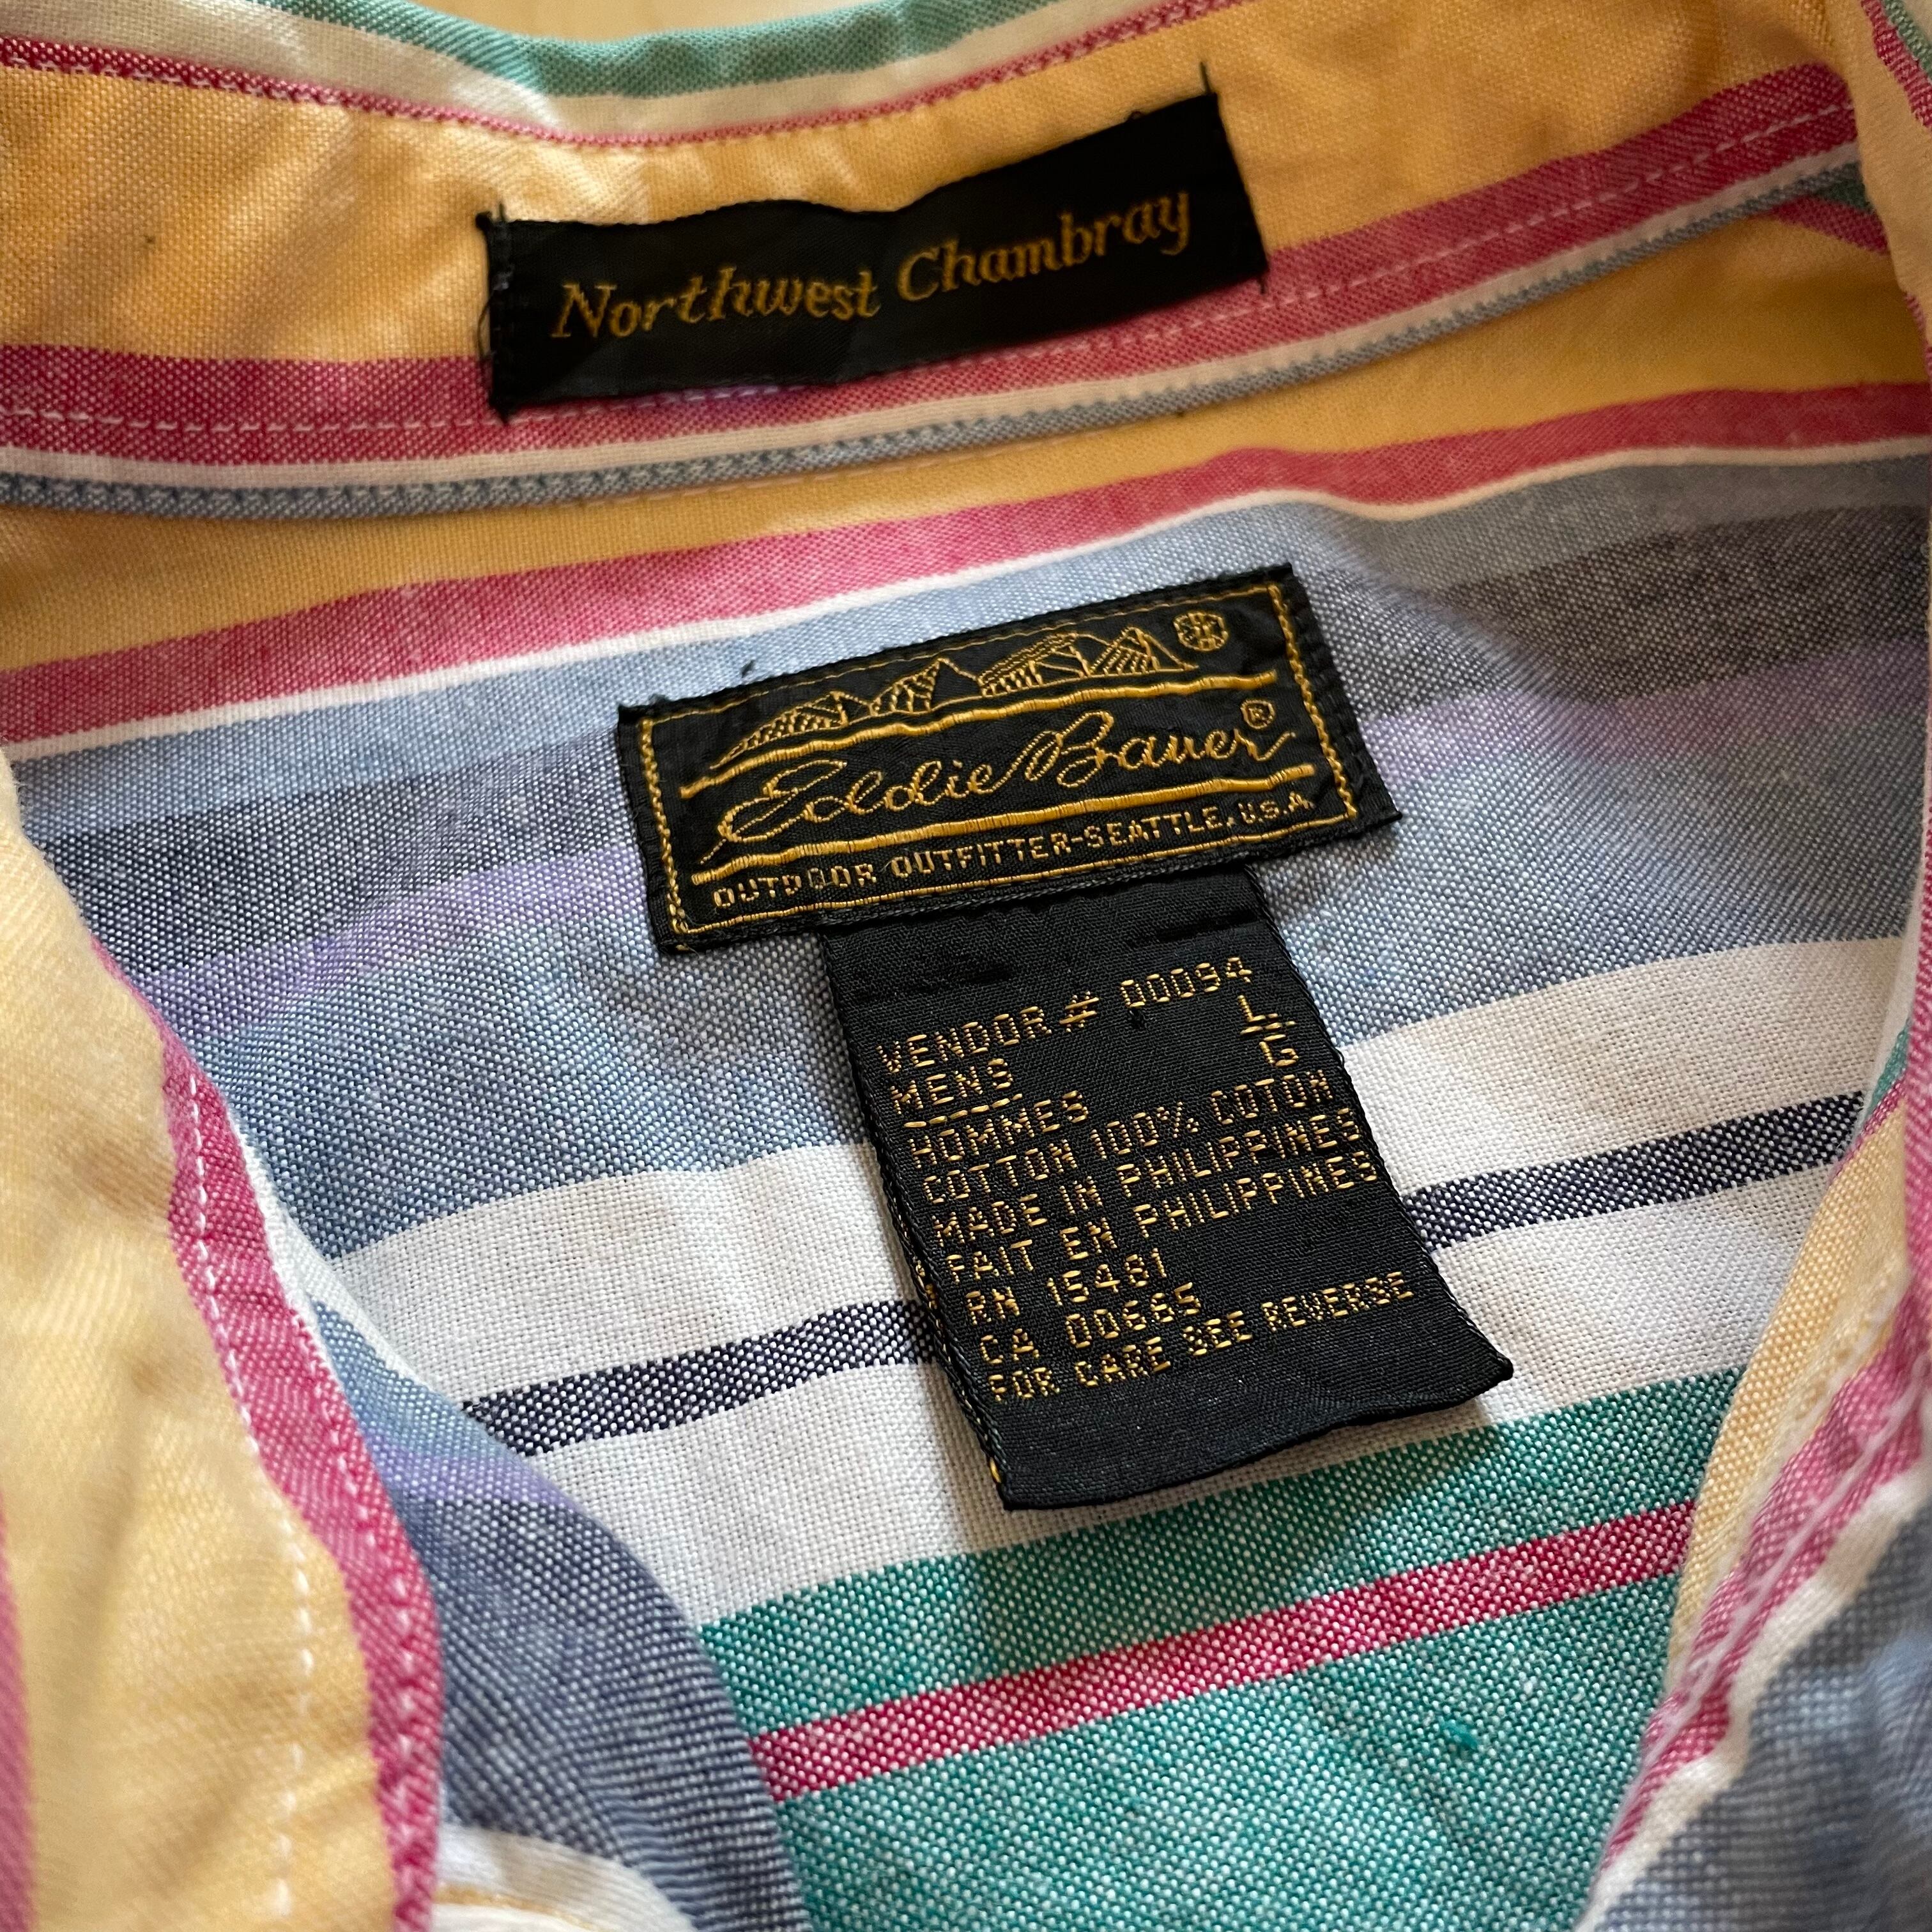 Northwest Chambray
Eddie Bauer®
OUTDOOR OUTFITTER-SEATTLE, U.S.A.
VENDOR # 00094
MENS L
HOMMES G
COTTON 100% COTON
MADE IN PHILIPPINES
FAIT EN PHILIPPINES
RN 15461
CA 00665
FOR CARE SEE REVERSE